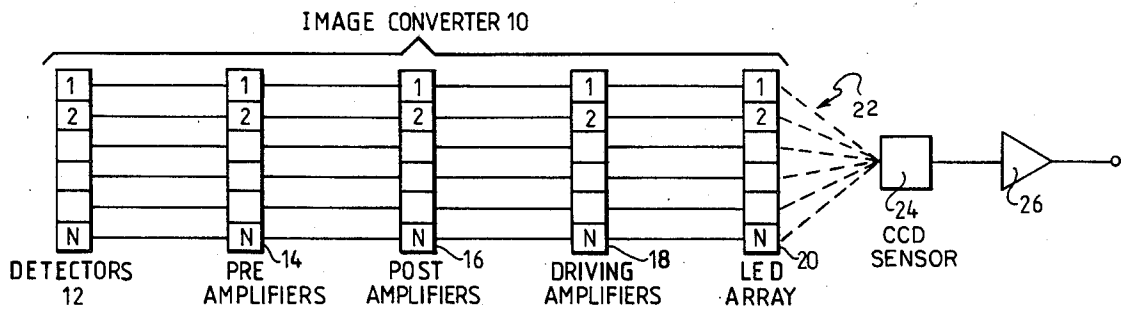 IMAGE CONVERTER 10
1 1 1 1 1
2 2 2 2 2
22
N N N N N
14 16 18 20 24 26
DETECTORS
12
PRE
AMPLIFIERS
POST
AMPLIFIERS
DRIVING
AMPLIFIERS
LED
ARRAY
CCD
SENSOR